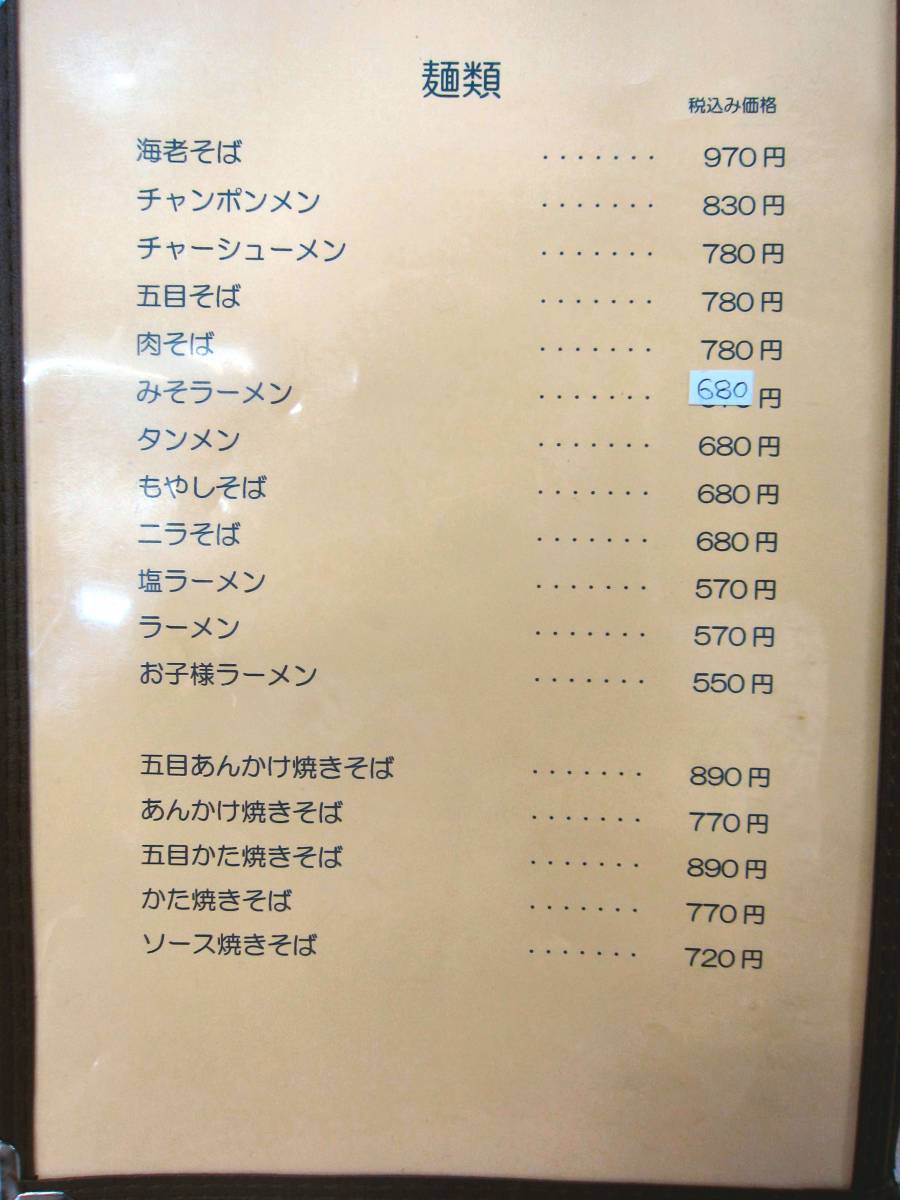 麺類
税込み価格
海老そば ・・・・・・・ 970円
チャンポンメン ・・・・・・・ 830円
チャーシューメン ・・・・・・・ 780円
五目そば ・・・・・・・ 780円
肉そば ・・・・・・・ 780円
みそラーメン ・・・・・・・ 680円
タンメン ・・・・・・・ 680円
もやしそば ・・・・・・・ 680円
ニラそば ・・・・・・・ 680円
塩ラーメン ・・・・・・・ 570円
ラーメン ・・・・・・・ 570円
お子様ラーメン ・・・・・・・ 550円
五目あんかけ焼きそば ・・・・・・・ 890円
あんかけ焼きそば ・・・・・・・ 770円
五目かた焼きそば ・・・・・・・ 890円
かた焼きそば ・・・・・・・ 770円
ソース焼きそば ・・・・・・・ 720円